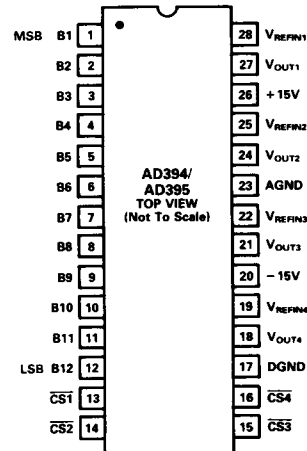 MSB B1 1 28 VREFIN1
B2 2 27 VOUT1
B3 3 26 +15V
B4 4 25 VREFIN2
B5 5 24 VOUT2
B6 6 23 AGND
AD394/
AD395
TOP VIEW
(Not To Scale)
B7 7 22 VREFIN3
B8 8 21 VOUT3
B9 9 20 −15V
B10 10 19 VREFIN4
B11 11 18 VOUT4
LSB B12 12 17 DGND
CS1 13 16 CS4
CS2 14 15 CS3